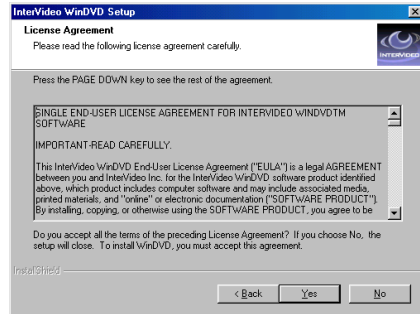 InterVideo WinDVD Setup
License Agreement
Please read the following license agreement carefully.
INTERVIDEO
Press the PAGE DOWN key to see the rest of the agreement.
SINGLE END-USER LICENSE AGREEMENT FOR INTERVIDEO WINDVDTM
SOFTWARE
IMPORTANT-READ CAREFULLY.
This InterVideo WinDVD End-User License Agreement ("EULA") is a legal AGREEMENT
between you and InterVideo Inc. for the InterVideo WinDVD software product identified
above, which product includes computer software and may include associated media,
printed materials, and "online" or electronic documentation ("SOFTWARE PRODUCT").
By installing, copying, or otherwise using the SOFTWARE PRODUCT, you agree to be
Do you accept all the terms of the preceding License Agreement? If you choose No, the
setup will close. To install WinDVD, you must accept this agreement.
InstallShield
< Back Yes No